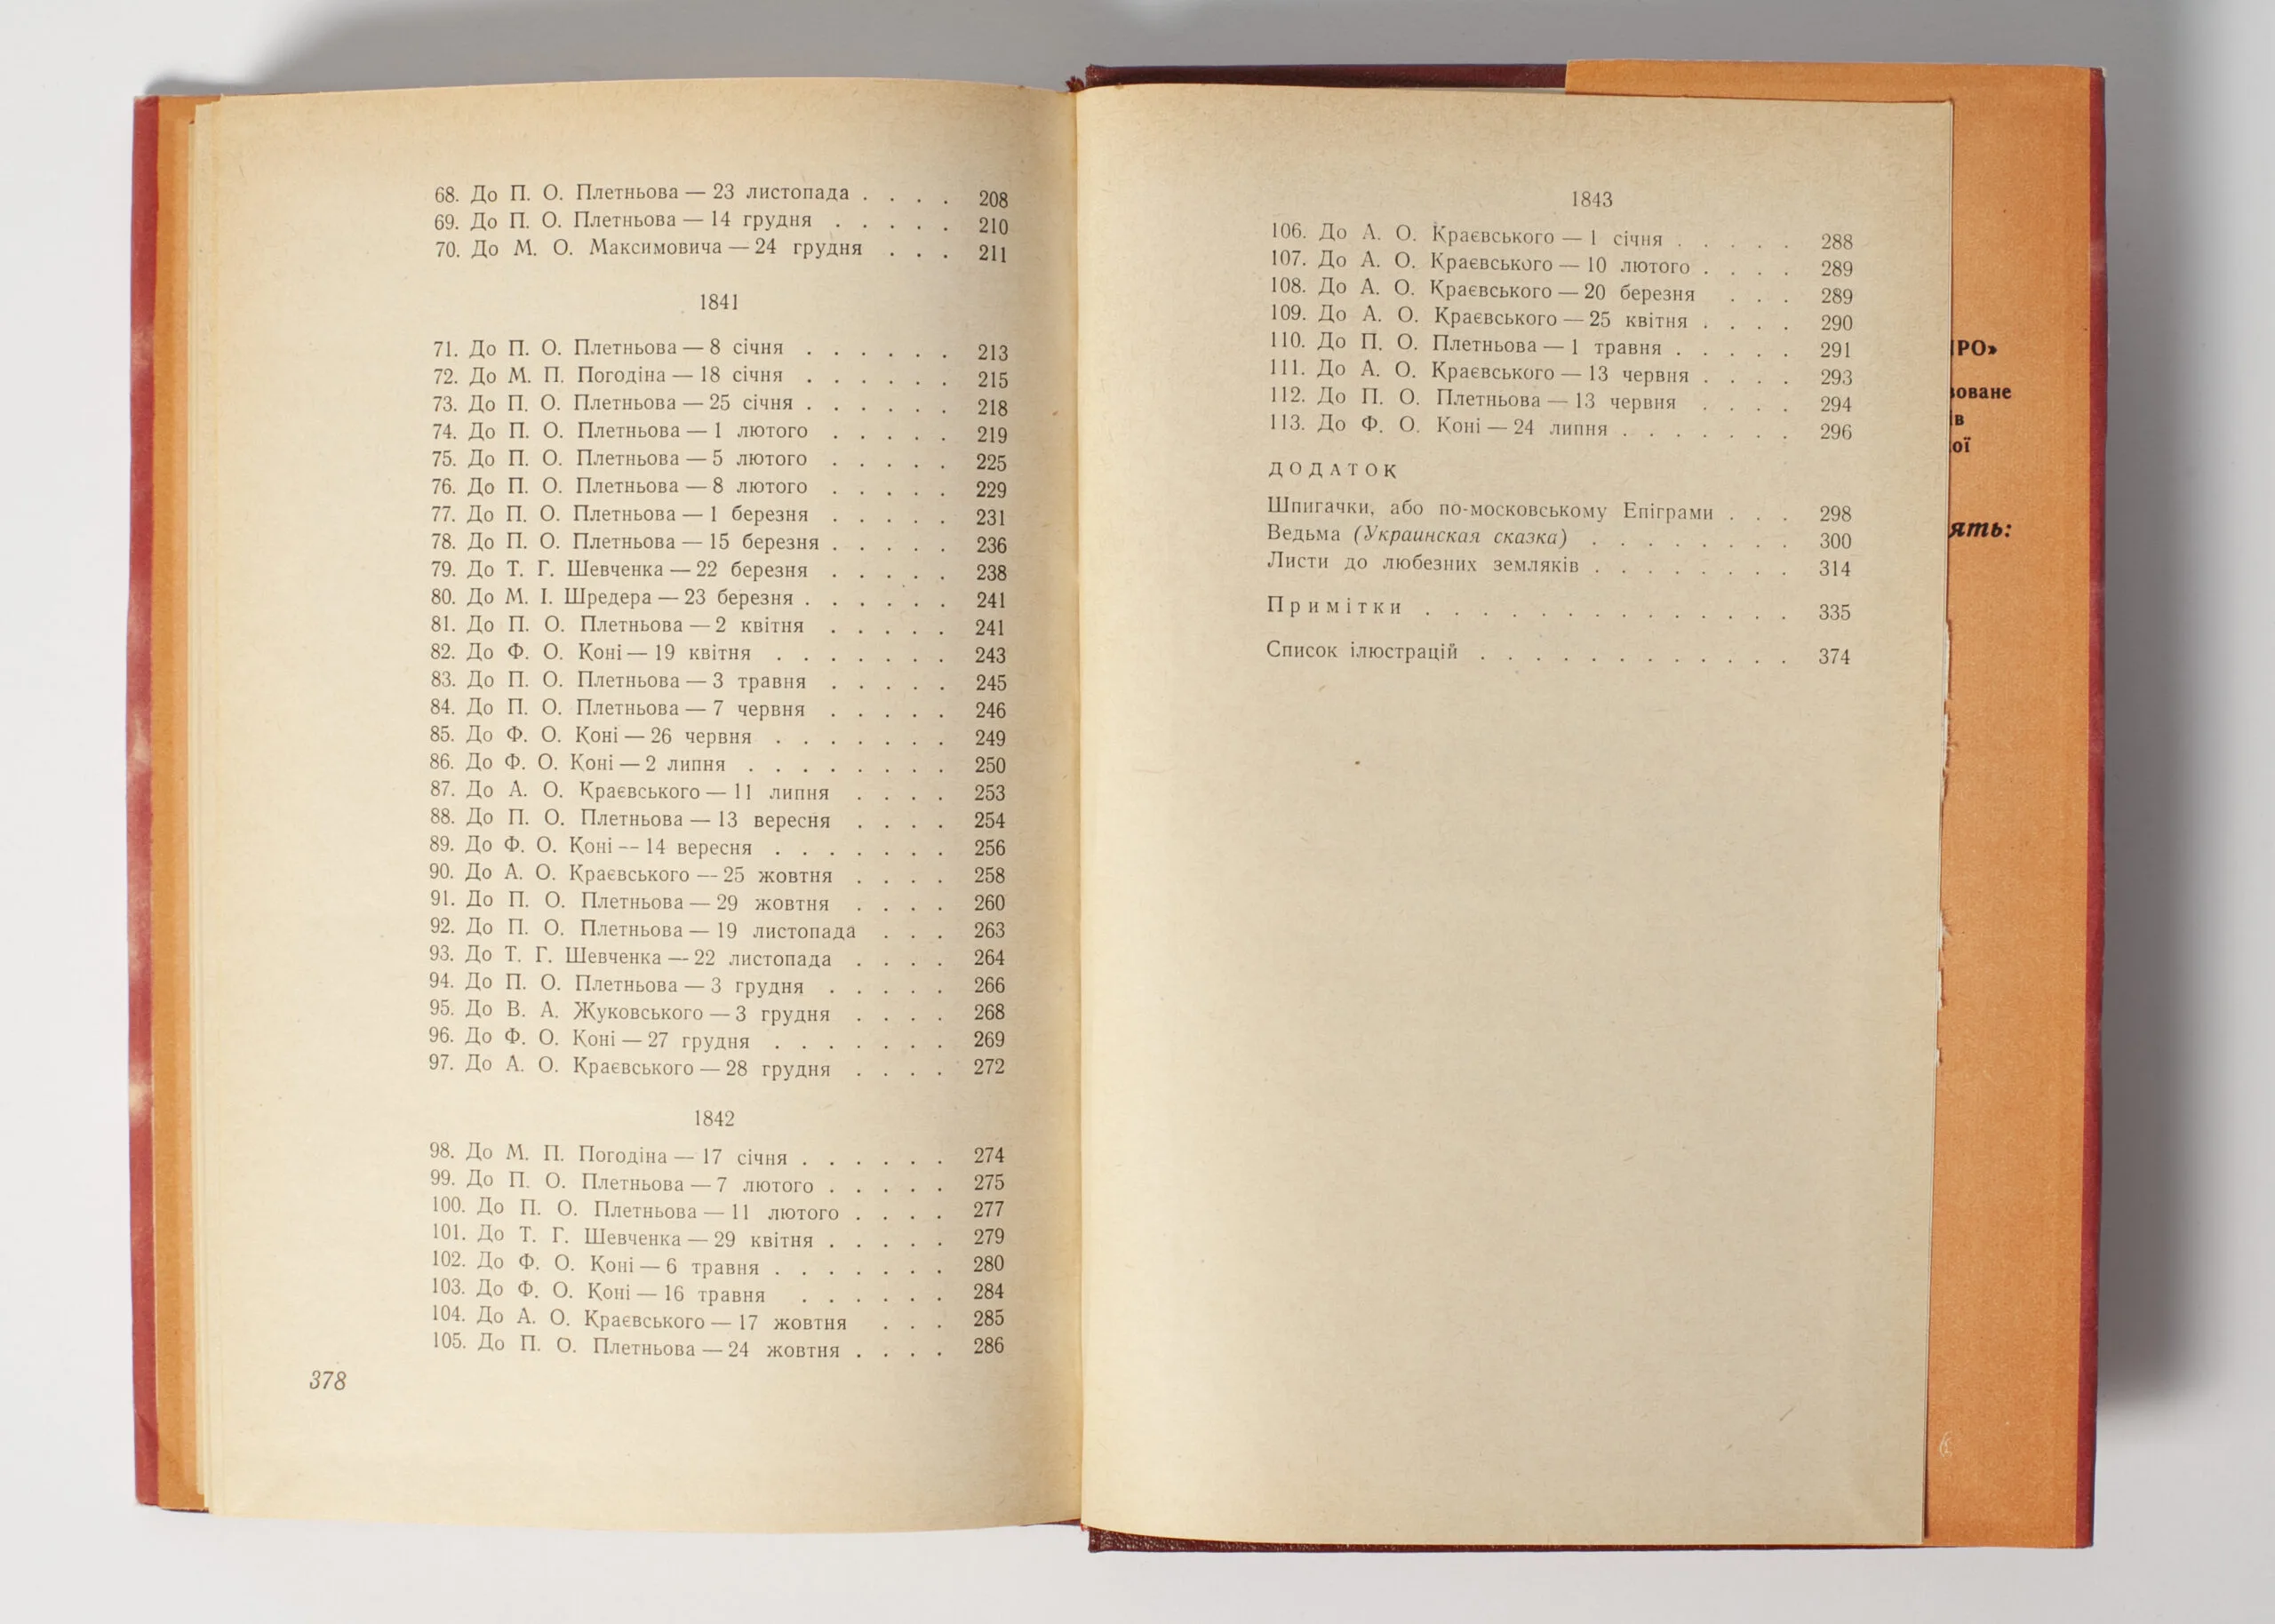 68. До П. О. Плетньова — 23 листопада . . . . 208
69. До П. О. Плетньова — 14 грудня . . . . . 210
70. До М. О. Максимовича — 24 грудня . . . 211
1841
71. До П. О. Плетньова — 8 січня . . . . . . 213
72. До М. П. Погодіна — 18 січня . . . . . . 215
73. До П. О. Плетньова — 25 січня . . . . . . 218
74. До П. О. Плетньова — 1 лютого . . . . . 219
75. До П. О. Плетньова — 5 лютого . . . . . 225
76. До П. О. Плетньова — 8 лютого . . . . . 229
77. До П. О. Плетньова — 1 березня . . . . . 231
78. До П. О. Плетньова — 15 березня . . . . . 236
79. До Т. Г. Шевченка — 22 березня . . . . . 238
80. До М. І. Шредера — 23 березня . . . . . . 241
81. До П. О. Плетньова — 2 квітня . . . . . 241
82. До Ф. О. Коні — 19 квітня . . . . . . . 243
83. До П. О. Плетньова — 3 травня . . . . . 245
84. До П. О. Плетньова — 7 червня . . . . . 246
85. До Ф. О. Коні — 26 червня . . . . . . . 249
86. До Ф. О. Коні — 2 липня . . . . . . . . 250
87. До А. О. Краєвського — 11 липня . . . . 253
88. До П. О. Плетньова — 13 вересня . . . . 254
89. До Ф. О. Коні — 14 вересня . . . . . . . 256
90. До А. О. Краєвського — 25 жовтня . . . . 258
91. До П. О. Плетньова — 29 жовтня . . . . 260
92. До П. О. Плетньова — 19 листопада . . . 263
93. До Т. Г. Шевченка — 22 листопада . . . . 264
94. До П. О. Плетньова — 3 грудня . . . . . 266
95. До В. А. Жуковського — 3 грудня . . . . 268
96. До Ф. О. Коні — 27 грудня . . . . . . . 269
97. До А. О. Краєвського — 28 грудня . . . . 272
1842
98. До М. П. Погодіна — 17 січня . . . . . . 274
99. До П. О. Плетньова — 7 лютого . . . . . 275
100. До П. О. Плетньова — 11 лютого . . . . 277
101. До Т. Г. Шевченка — 29 квітня . . . . . 279
102. До Ф. О. Коні — 6 травня . . . . . . . 280
103. До Ф. О. Коні — 16 травня . . . . . . 284
104. До А. О. Краєвського — 17 жовтня . . . 285
105. До П. О. Плетньова — 24 жовтня . . . . 286
378
1843
106. До А. О. Краєвського — 1 січня . . . . . 288
107. До А. О. Краєвського — 10 лютого . . . . 289
108. До А. О. Краєвського — 20 березня . . . 289
109. До А. О. Краєвського — 25 квітня . . . . 290
110. До П. О. Плетньова — 1 травня . . . . . 291
111. До А. О. Краєвського — 13 червня . . . . 293
112. До П. О. Плетньова — 13 червня . . . . 294
113. До Ф. О. Коні — 24 липня . . . . . . . 296
ДОДАТОК
Шпигачки, або по-московському Епіграми . . . 298
Ведьма (Украинская сказка) . . . . . . . . 300
Листи до любезних земляків . . . . . . . . 314
Примітки . . . . . . . . . . . . . 335
Список ілюстрацій . . . . . . . . . . . . 374
РО»
оване
в
ої
ять: